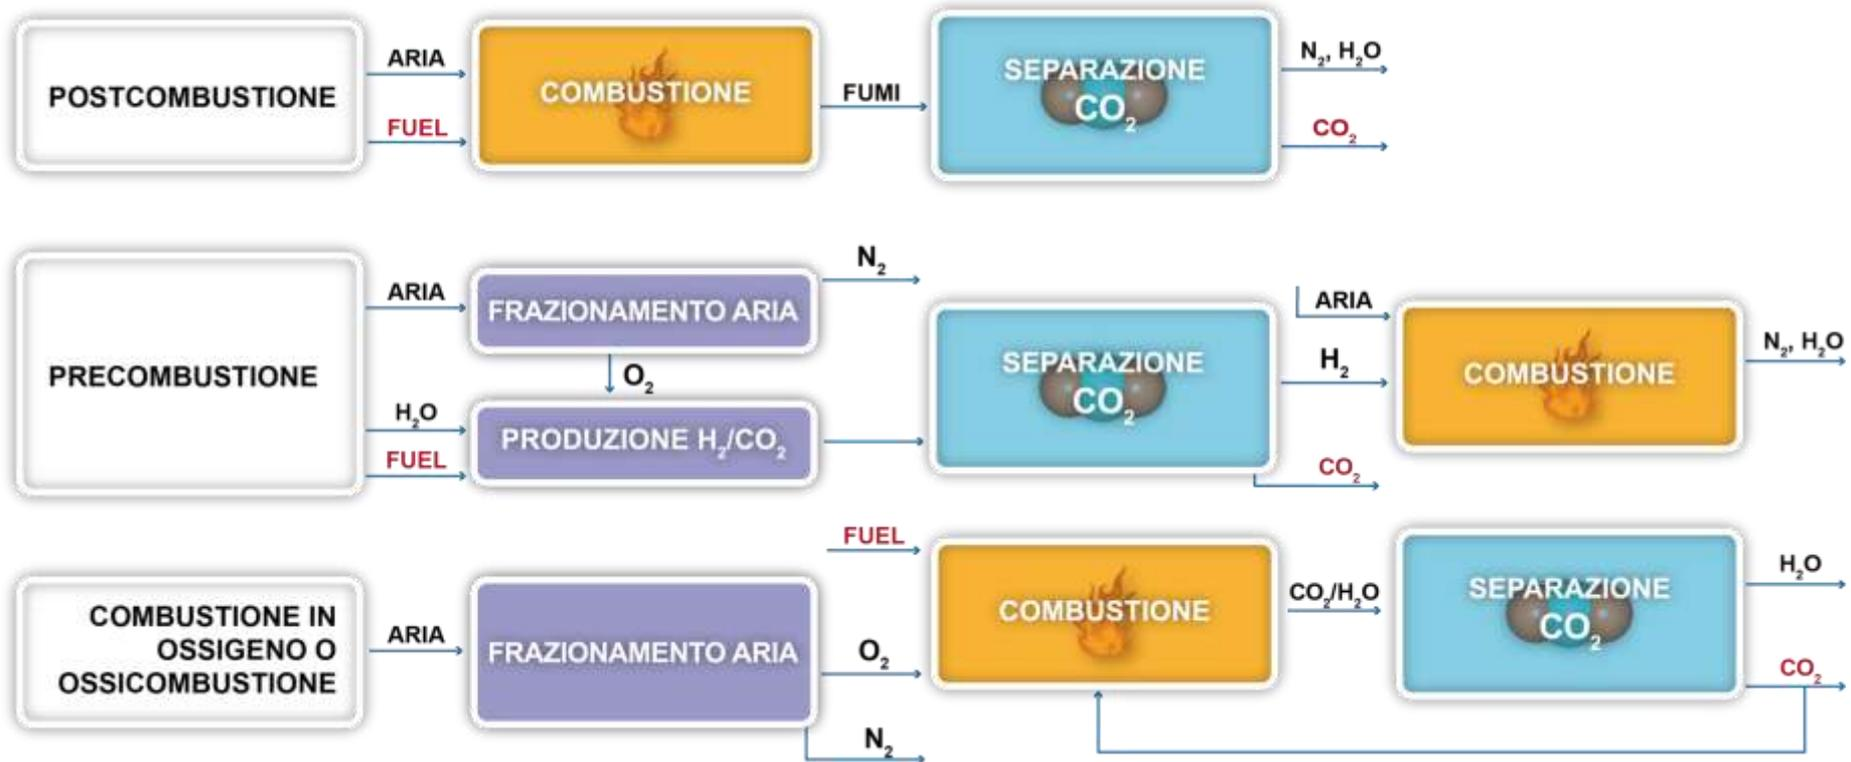 POSTCOMBUSTIONE
ARIA
FUEL
COMBUSTIONE
FUMI
SEPARAZIONE
CO₂
N₂, H₂O
CO₂
PRECOMBUSTIONE
ARIA
H₂O
FUEL
FRAZIONAMENTO ARIA
N₂
O₂
PRODUZIONE H₂/CO₂
SEPARAZIONE
CO₂
ARIA
H₂
CO₂
COMBUSTIONE
N₂, H₂O
COMBUSTIONE IN
OSSIGENO O
OSSICOMBUSTIONE
ARIA
FRAZIONAMENTO ARIA
FUEL
O₂
N₂
COMBUSTIONE
CO₂/H₂O
SEPARAZIONE
CO₂
H₂O
CO₂